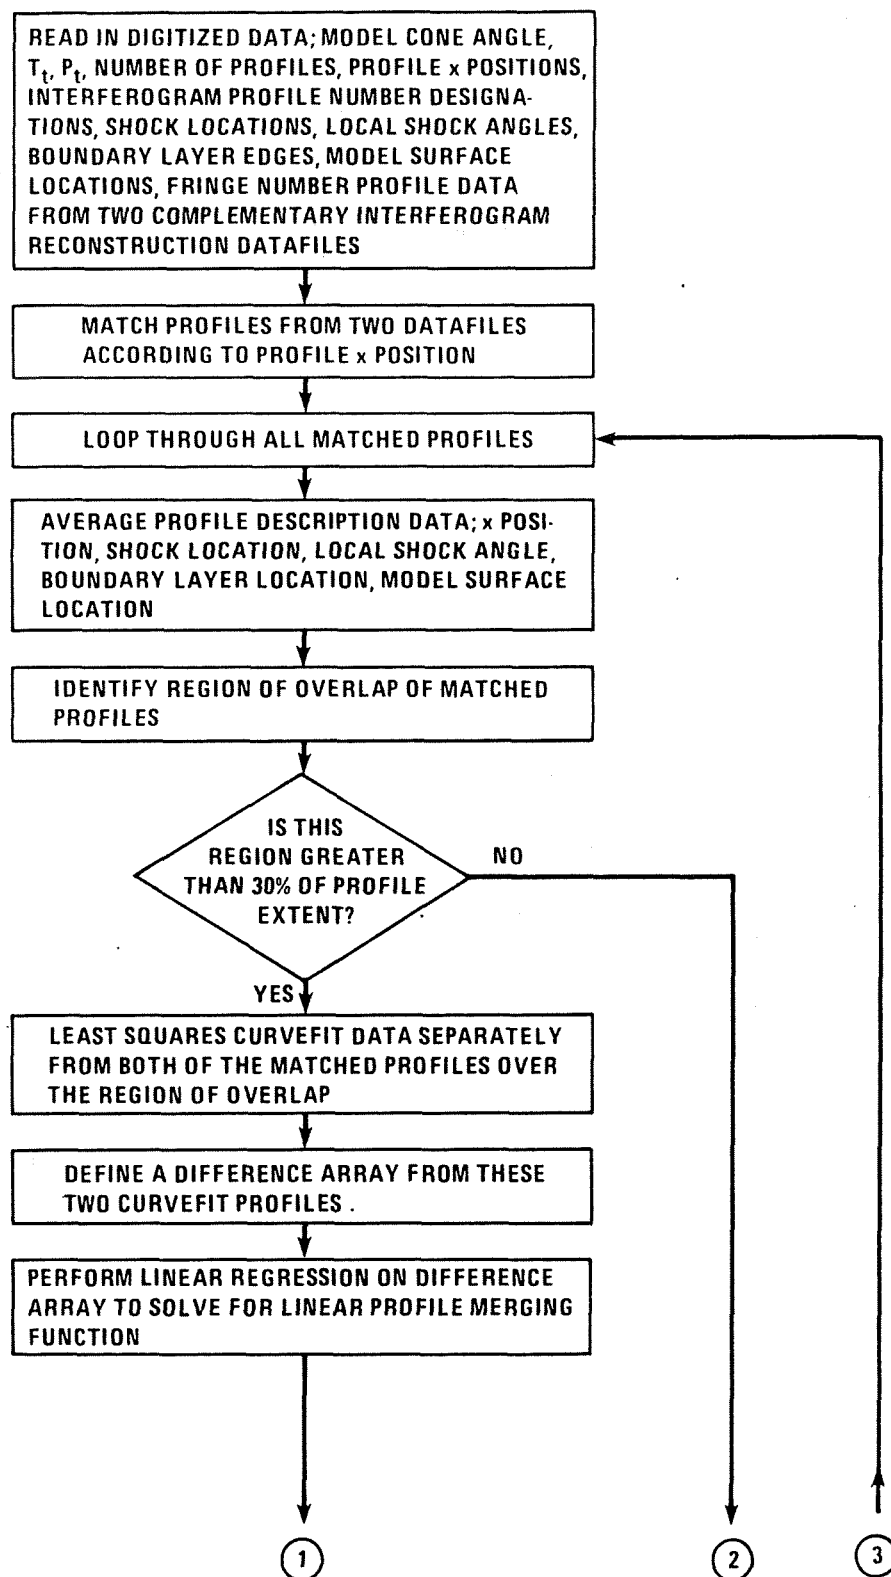 READ IN DIGITIZED DATA; MODEL CONE ANGLE,
Tt, Pt, NUMBER OF PROFILES, PROFILE x POSITIONS,
INTERFEROGRAM PROFILE NUMBER DESIGNA-
TIONS, SHOCK LOCATIONS, LOCAL SHOCK ANGLES,
BOUNDARY LAYER EDGES, MODEL SURFACE
LOCATIONS, FRINGE NUMBER PROFILE DATA
FROM TWO COMPLEMENTARY INTERFEROGRAM
RECONSTRUCTION DATAFILES
MATCH PROFILES FROM TWO DATAFILES
ACCORDING TO PROFILE x POSITION
LOOP THROUGH ALL MATCHED PROFILES
AVERAGE PROFILE DESCRIPTION DATA; x POSI-
TION, SHOCK LOCATION, LOCAL SHOCK ANGLE,
BOUNDARY LAYER LOCATION, MODEL SURFACE
LOCATION
IDENTIFY REGION OF OVERLAP OF MATCHED
PROFILES
IS THIS
REGION GREATER
THAN 30% OF PROFILE
EXTENT?
NO
YES
LEAST SQUARES CURVEFIT DATA SEPARATELY
FROM BOTH OF THE MATCHED PROFILES OVER
THE REGION OF OVERLAP
DEFINE A DIFFERENCE ARRAY FROM THESE
TWO CURVEFIT PROFILES .
PERFORM LINEAR REGRESSION ON DIFFERENCE
ARRAY TO SOLVE FOR LINEAR PROFILE MERGING
FUNCTION
1
2
3